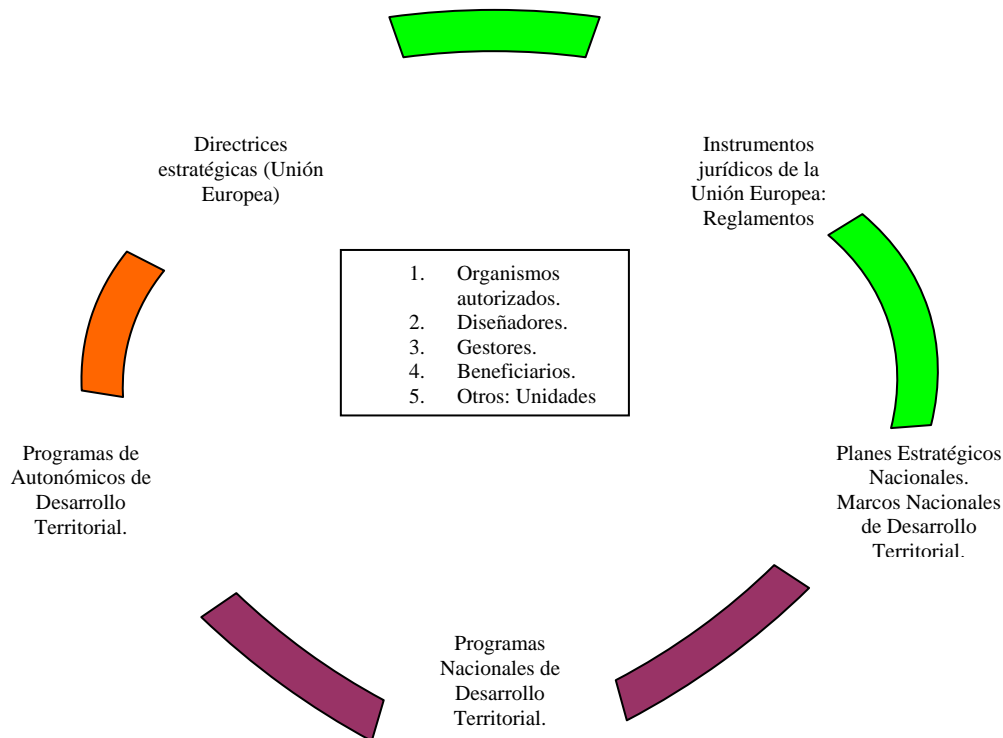 Directrices
estratégicas (Unión
Europea)
Instrumentos
jurídicos de la
Unión Europea:
Reglamentos
1. Organismos
autorizados.
2. Diseñadores.
3. Gestores.
4. Beneficiarios.
5. Otros: Unidades
Programas de
Autonómicos de
Desarrollo
Territorial.
Planes Estratégicos
Nacionales.
Marcos Nacionales
de Desarrollo
Territorial.
Programas
Nacionales de
Desarrollo
Territorial.